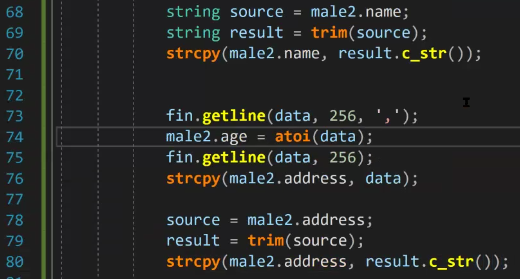 68 string source = male2.name;
69 string result = trim(source);
70 strcpy(male2.name, result.c_str());
71
72
73 fin.getline(data, 256, ',');
74 male2.age = atoi(data);
75 fin.getline(data, 256);
76 strcpy(male2.address, data);
77
78 source = male2.address;
79 result = trim(source);
80 strcpy(male2.address, result.c_str());